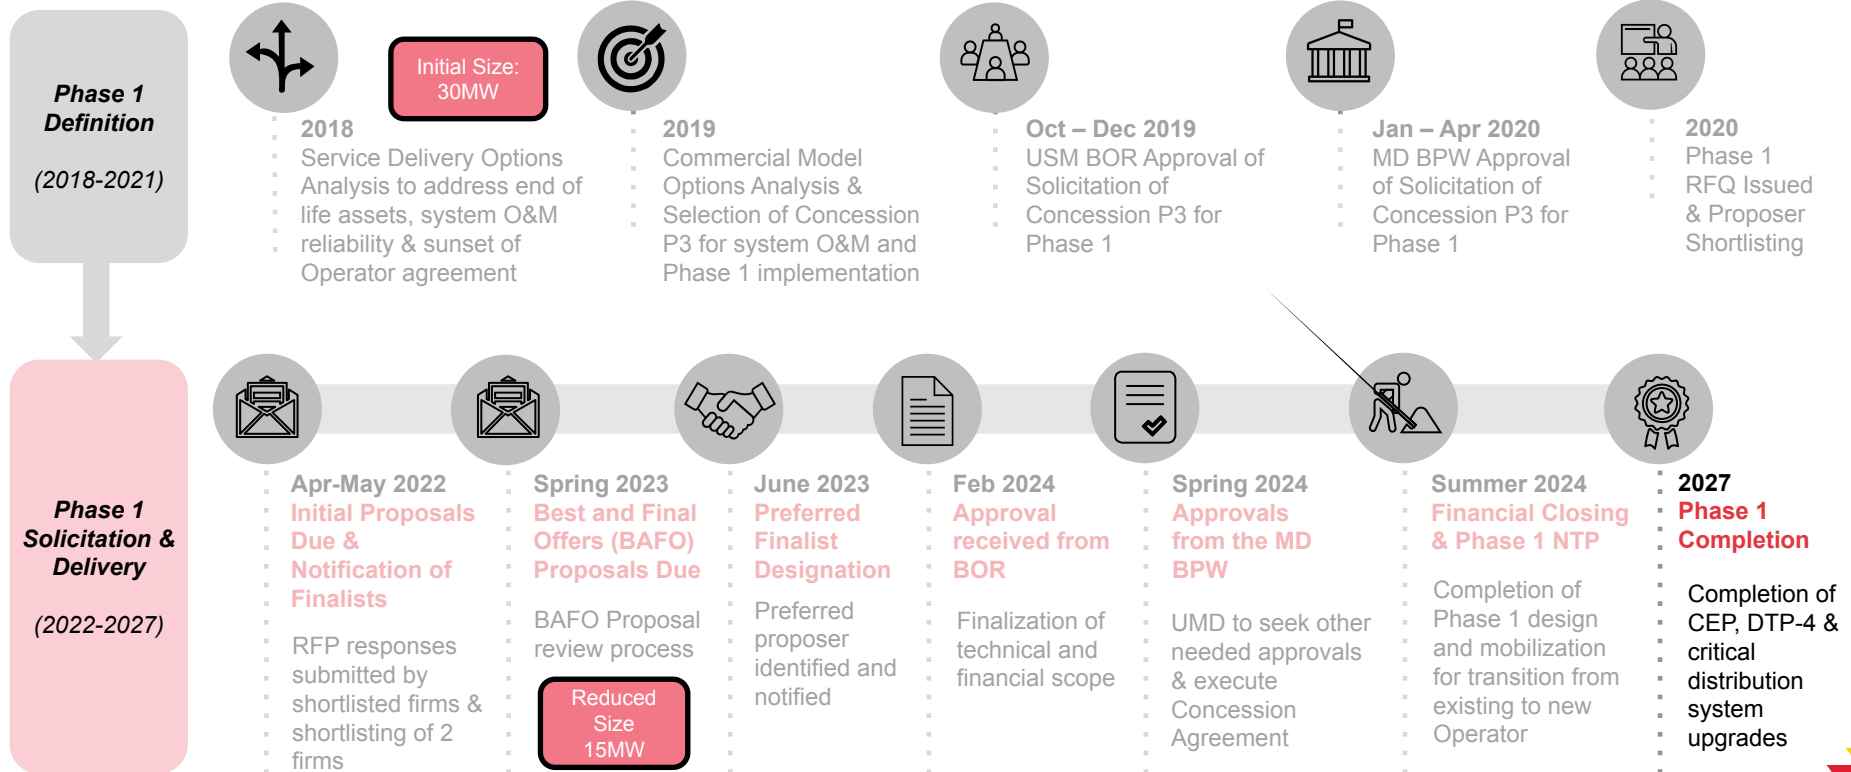 Phase 1
Definition
(2018-2021)
Initial Size:
30MW
2018
Service Delivery Options
Analysis to address end of
life assets, system O&M
reliability & sunset of
Operator agreement
2019
Commercial Model
Options Analysis &
Selection of Concession
P3 for system O&M and
Phase 1 implementation
Oct – Dec 2019
USM BOR Approval of
Solicitation of
Concession P3 for
Phase 1
Jan – Apr 2020
MD BPW Approval
of Solicitation of
Concession P3 for
Phase 1
2020
Phase 1
RFQ Issued
& Proposer
Shortlisting
Phase 1
Solicitation &
Delivery
(2022-2027)
Apr-May 2022
Initial Proposals
Due &
Notification of
Finalists
RFP responses
submitted by
shortlisted firms &
shortlisting of 2
firms
Spring 2023
Best and Final
Offers (BAFO)
Proposals Due
BAFO Proposal
review process
Reduced
Size
15MW
June 2023
Preferred
Finalist
Designation
Preferred
proposer
identified and
notified
Feb 2024
Approval
received from
BOR
Finalization of
technical and
financial scope
Spring 2024
Approvals
from the MD
BPW
UMD to seek other
needed approvals
& execute
Concession
Agreement
Summer 2024
Financial Closing
& Phase 1 NTP
Completion of
Phase 1 design
and mobilization
for transition from
existing to new
Operator
2027
Phase 1
Completion
Completion of
CEP, DTP-4 &
critical
distribution
system
upgrades